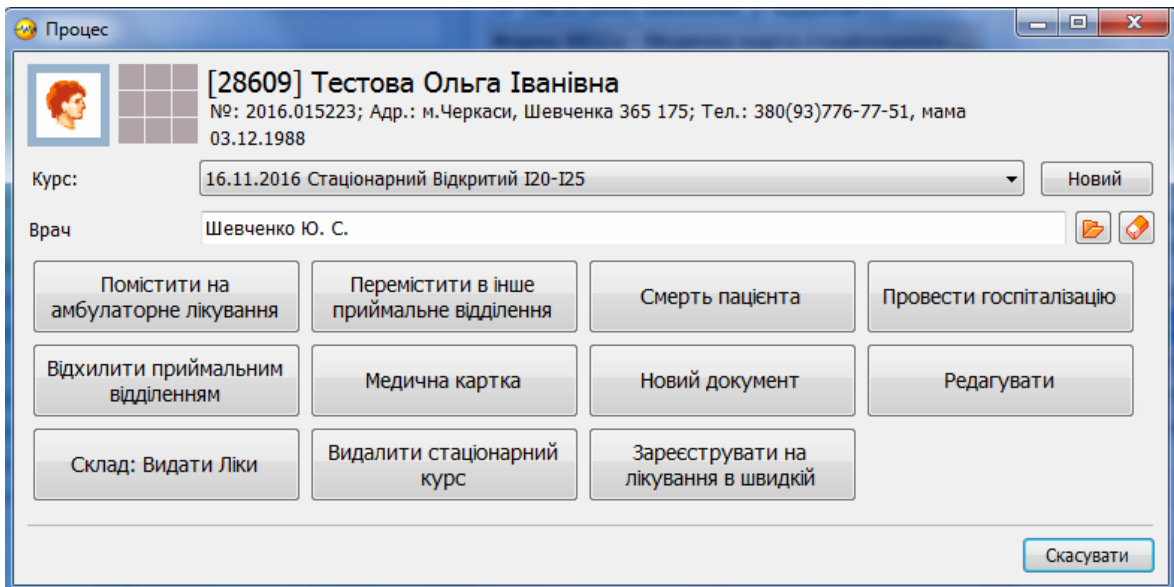 Процес
[28609] Тестова Ольга Іванівна
№: 2016.015223; Адр.: м.Черкаси, Шевченка 365 175; Тел.: 380(93)776-77-51, мама
03.12.1988
Курс: 16.11.2016 Стаціонарний Відкритий I20-I25 Новий
Врач Шевченко Ю. С.
Помістити на
амбулаторне лікування
Перемістити в інше
приймальне відділення
Смерть пацієнта
Провести госпіталізацію
Відхилити приймальним
відділенням
Медична картка
Новий документ
Редагувати
Склад: Видати Ліки
Видалити стаціонарний
курс
Зареєструвати на
лікування в швидкій
Скасувати